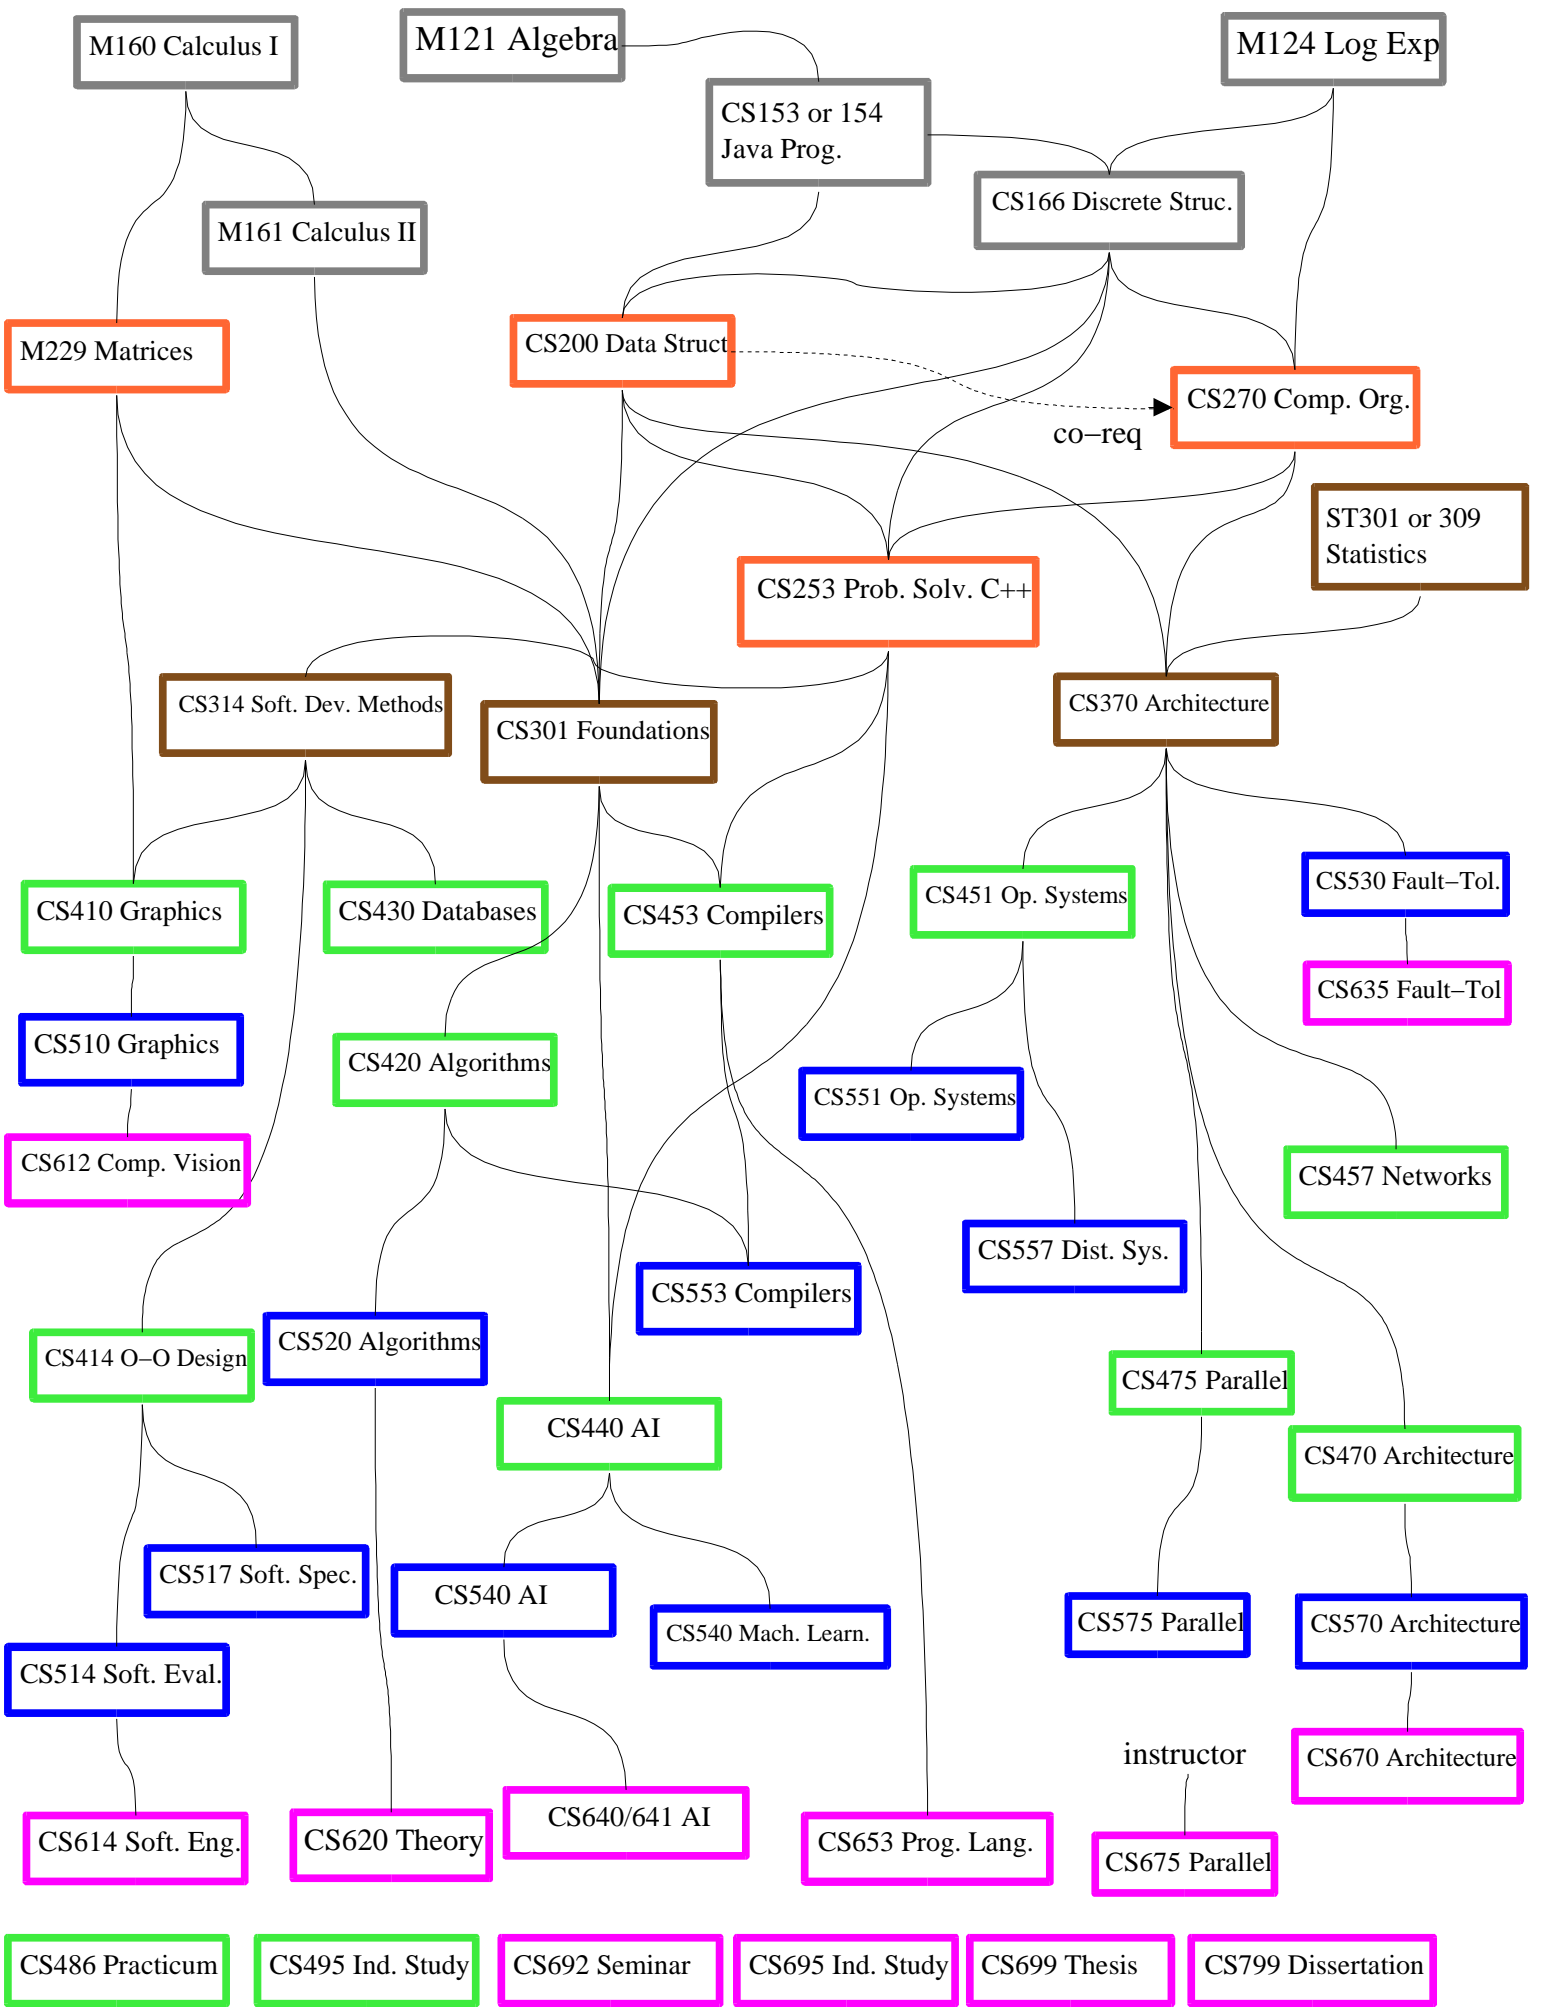 M160 Calculus I
M121 Algebra
M124 Log Exp
CS153 or 154
Java Prog.
CS166 Discrete Struc.
M161 Calculus II
M229 Matrices
CS200 Data Struct
CS270 Comp. Org.
co−req
ST301 or 309
Statistics
CS253 Prob. Solv. C++
CS314 Soft. Dev. Methods
CS301 Foundations
CS370 Architecture
CS410 Graphics
CS430 Databases
CS453 Compilers
CS451 Op. Systems
CS530 Fault−Tol.
CS635 Fault−Tol
CS510 Graphics
CS420 Algorithms
CS551 Op. Systems
CS612 Comp. Vision
CS457 Networks
CS557 Dist. Sys.
CS553 Compilers
CS520 Algorithms
CS414 O−O Design
CS475 Parallel
CS440 AI
CS470 Architecture
CS517 Soft. Spec.
CS540 AI
CS540 Mach. Learn.
CS575 Parallel
CS570 Architecture
CS514 Soft. Eval.
instructor
CS670 Architecture
CS614 Soft. Eng.
CS620 Theory
CS640/641 AI
CS653 Prog. Lang.
CS675 Parallel
CS486 Practicum
CS495 Ind. Study
CS692 Seminar
CS695 Ind. Study
CS699 Thesis
CS799 Dissertation